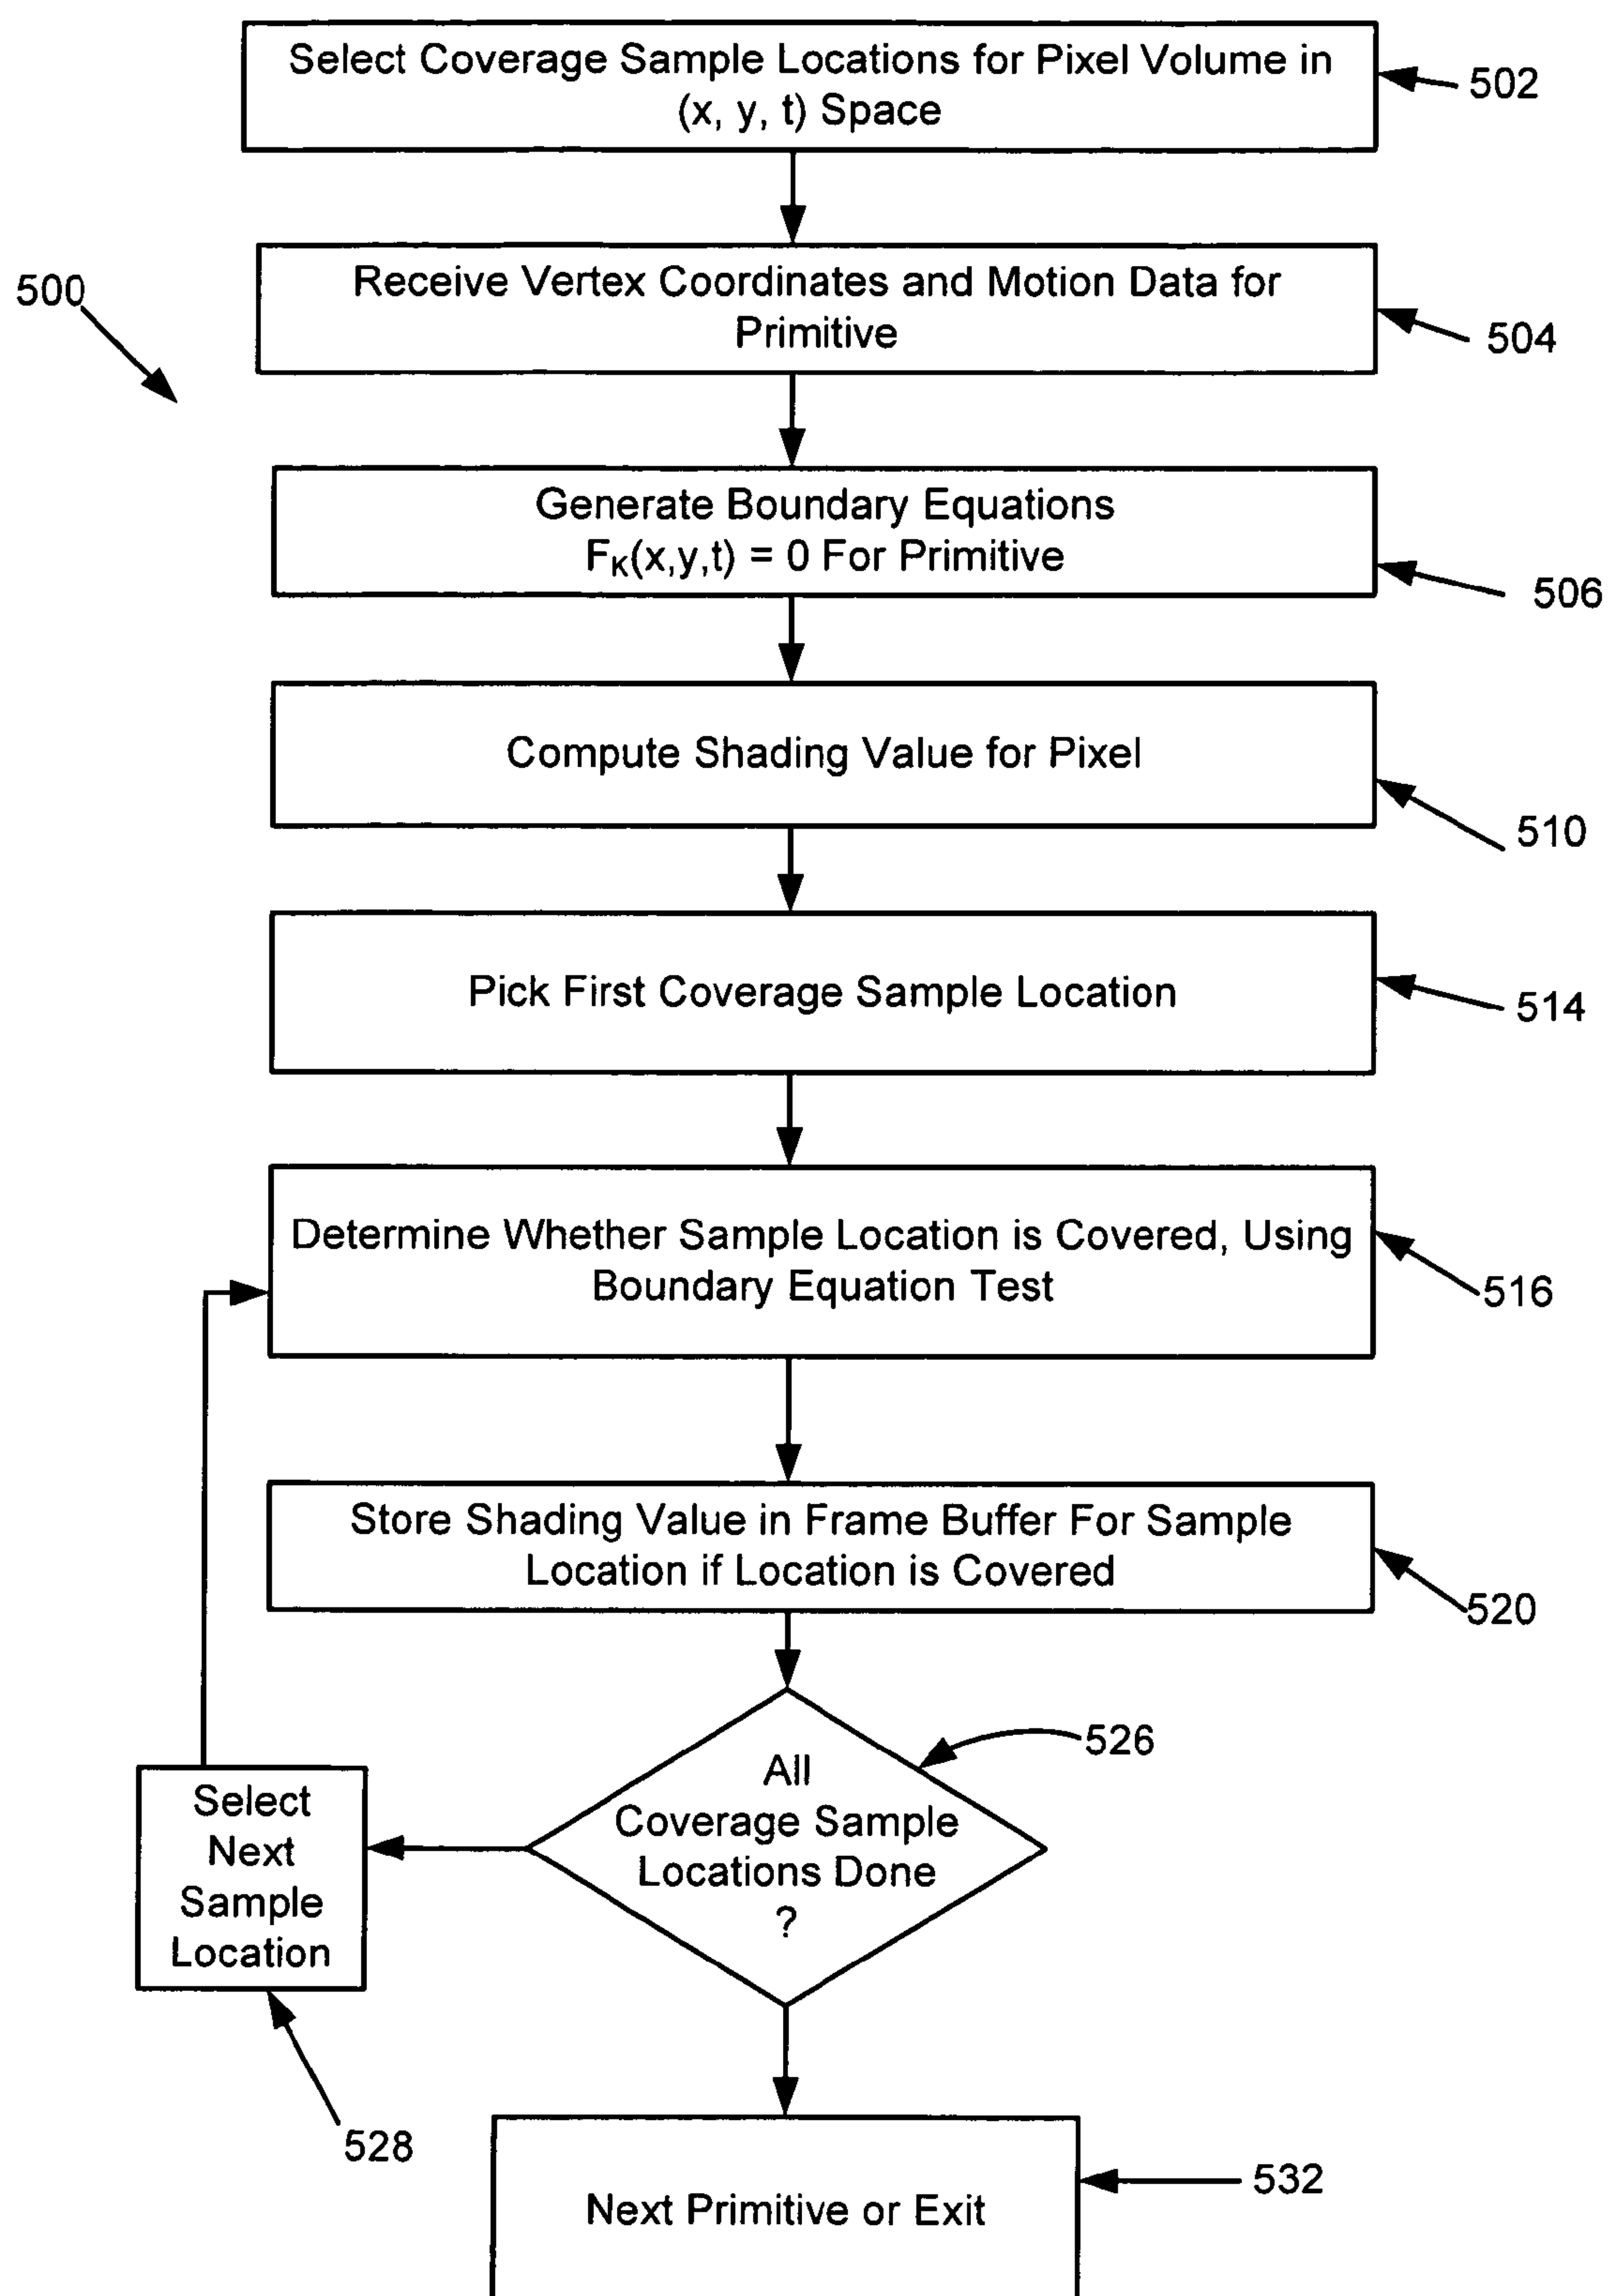 Select Coverage Sample Locations for Pixel Volume in
(x, y, t) Space
502
500
Receive Vertex Coordinates and Motion Data for
Primitive
504
Generate Boundary Equations
F_K(x,y,t) = 0 For Primitive
506
Compute Shading Value for Pixel
510
Pick First Coverage Sample Location
514
Determine Whether Sample Location is Covered, Using
Boundary Equation Test
516
Store Shading Value in Frame Buffer For Sample
Location if Location is Covered
520
526
All
Coverage Sample
Locations Done
?
Select
Next
Sample
Location
528
Next Primitive or Exit
532